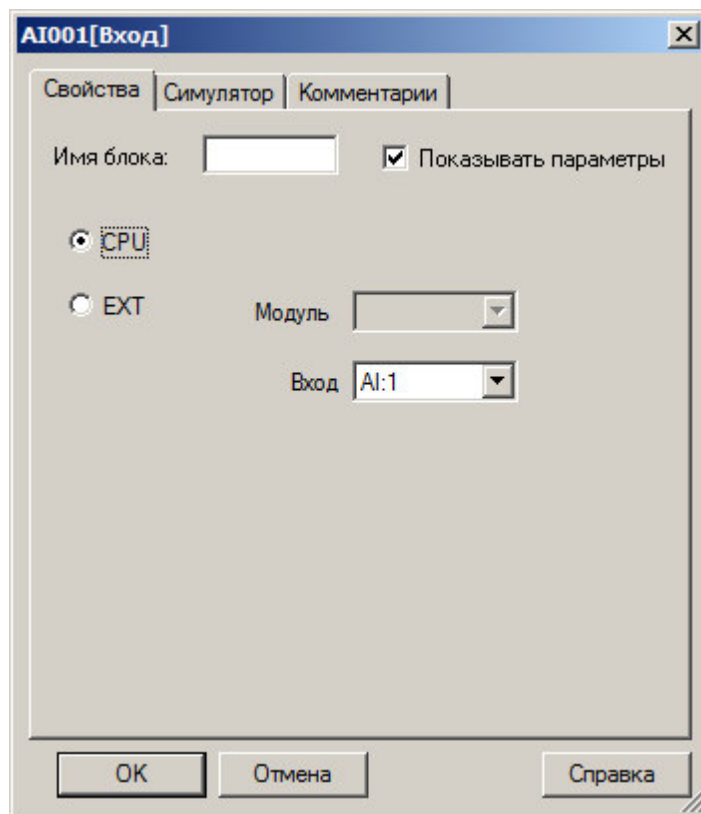 AI001[Вход]
Свойства Симулятор Комментарии
Имя блока: Показывать параметры
CPU
EXT Модуль
Вход AI:1
OK Отмена Справка